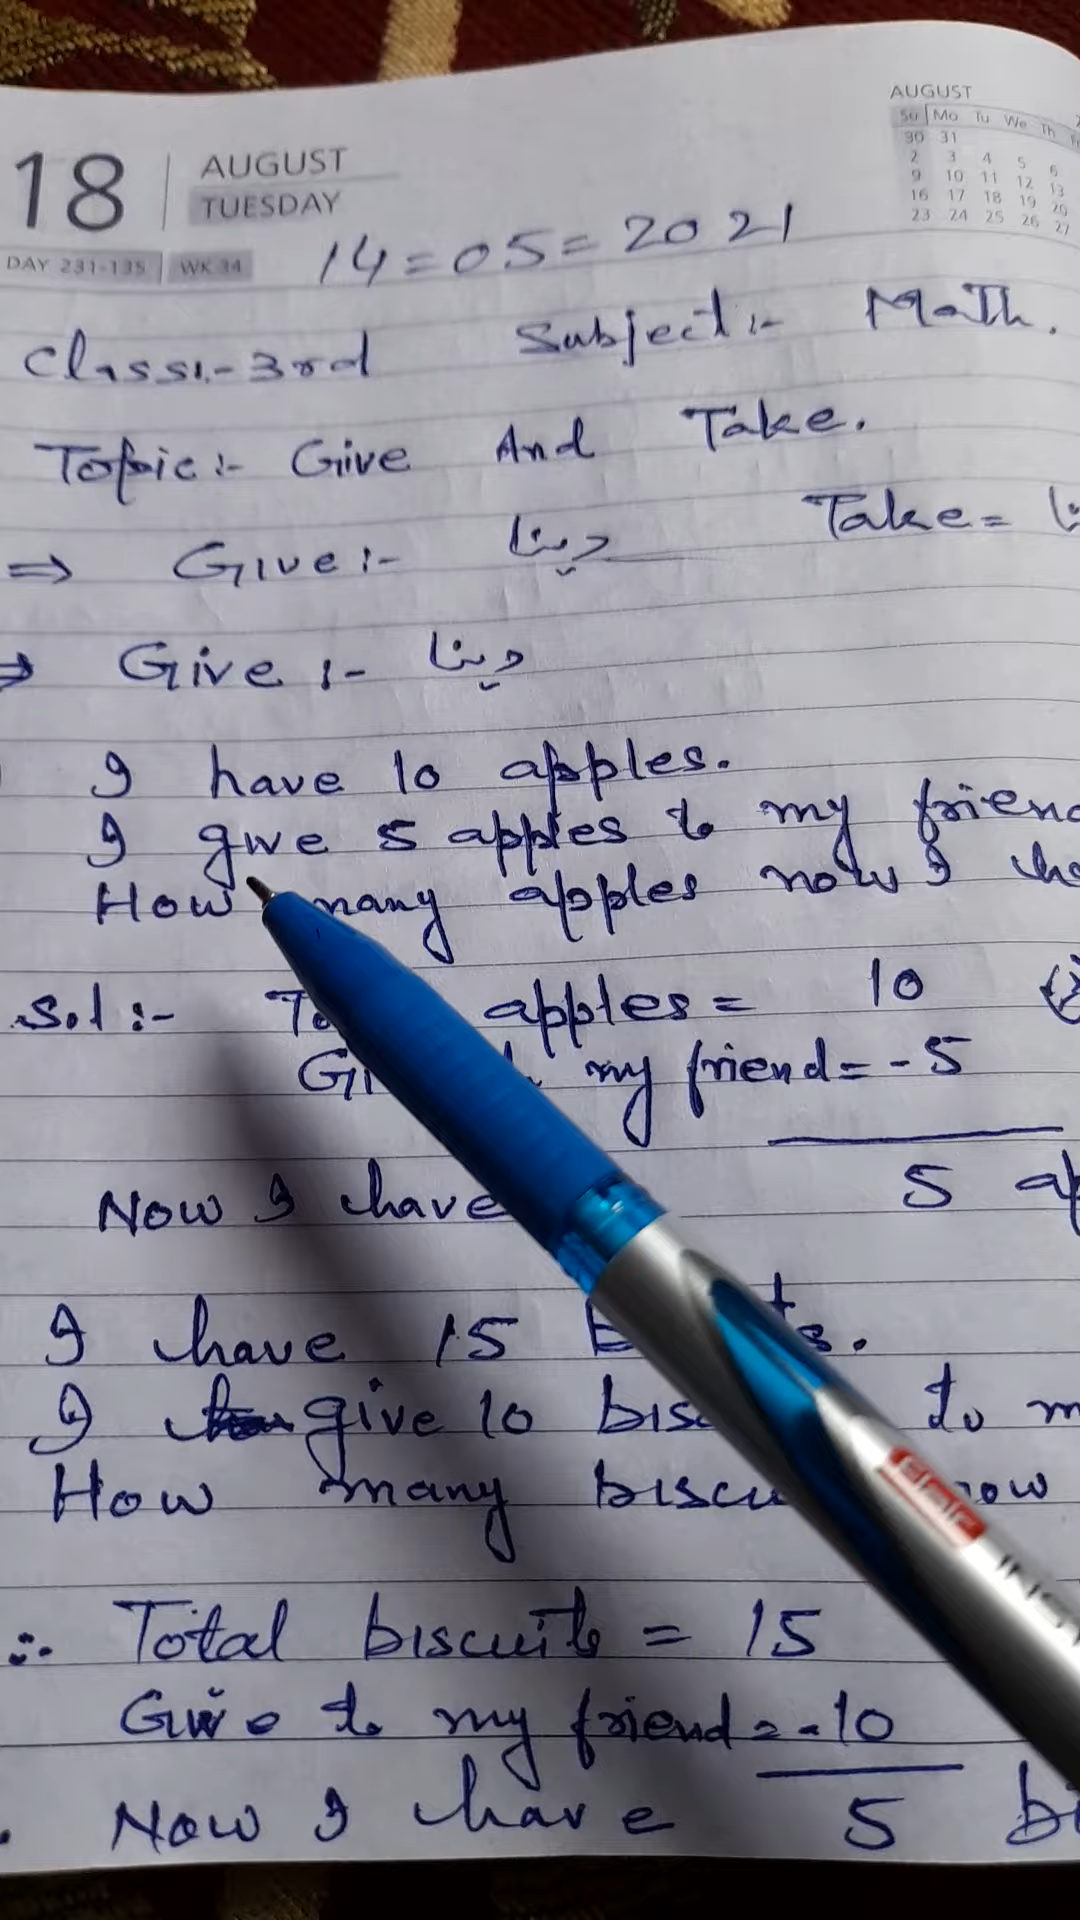 AUGUST
Su Mo Tu We Th
30 31
2 3 4 5 6
9 10 11 12 13
16 17 18 19 20
23 24 25 26 27
18 AUGUST
TUESDAY
DAY 231-135 WK 34
14=05=2021
Class:-3rd Subject:- Math.
Topic:- Give And Take.
⇒ Give:- دینا Take=
⇒ Give:- دینا
I have 10 apples.
I give 5 apples to my friend
How many apples now I
Sol:- apples = 10
my friend = -5
Now I have 5
I have 15
I give 10 to
How many
∴ Total biscuits = 15
Give to my friend = -10
Now I have 5